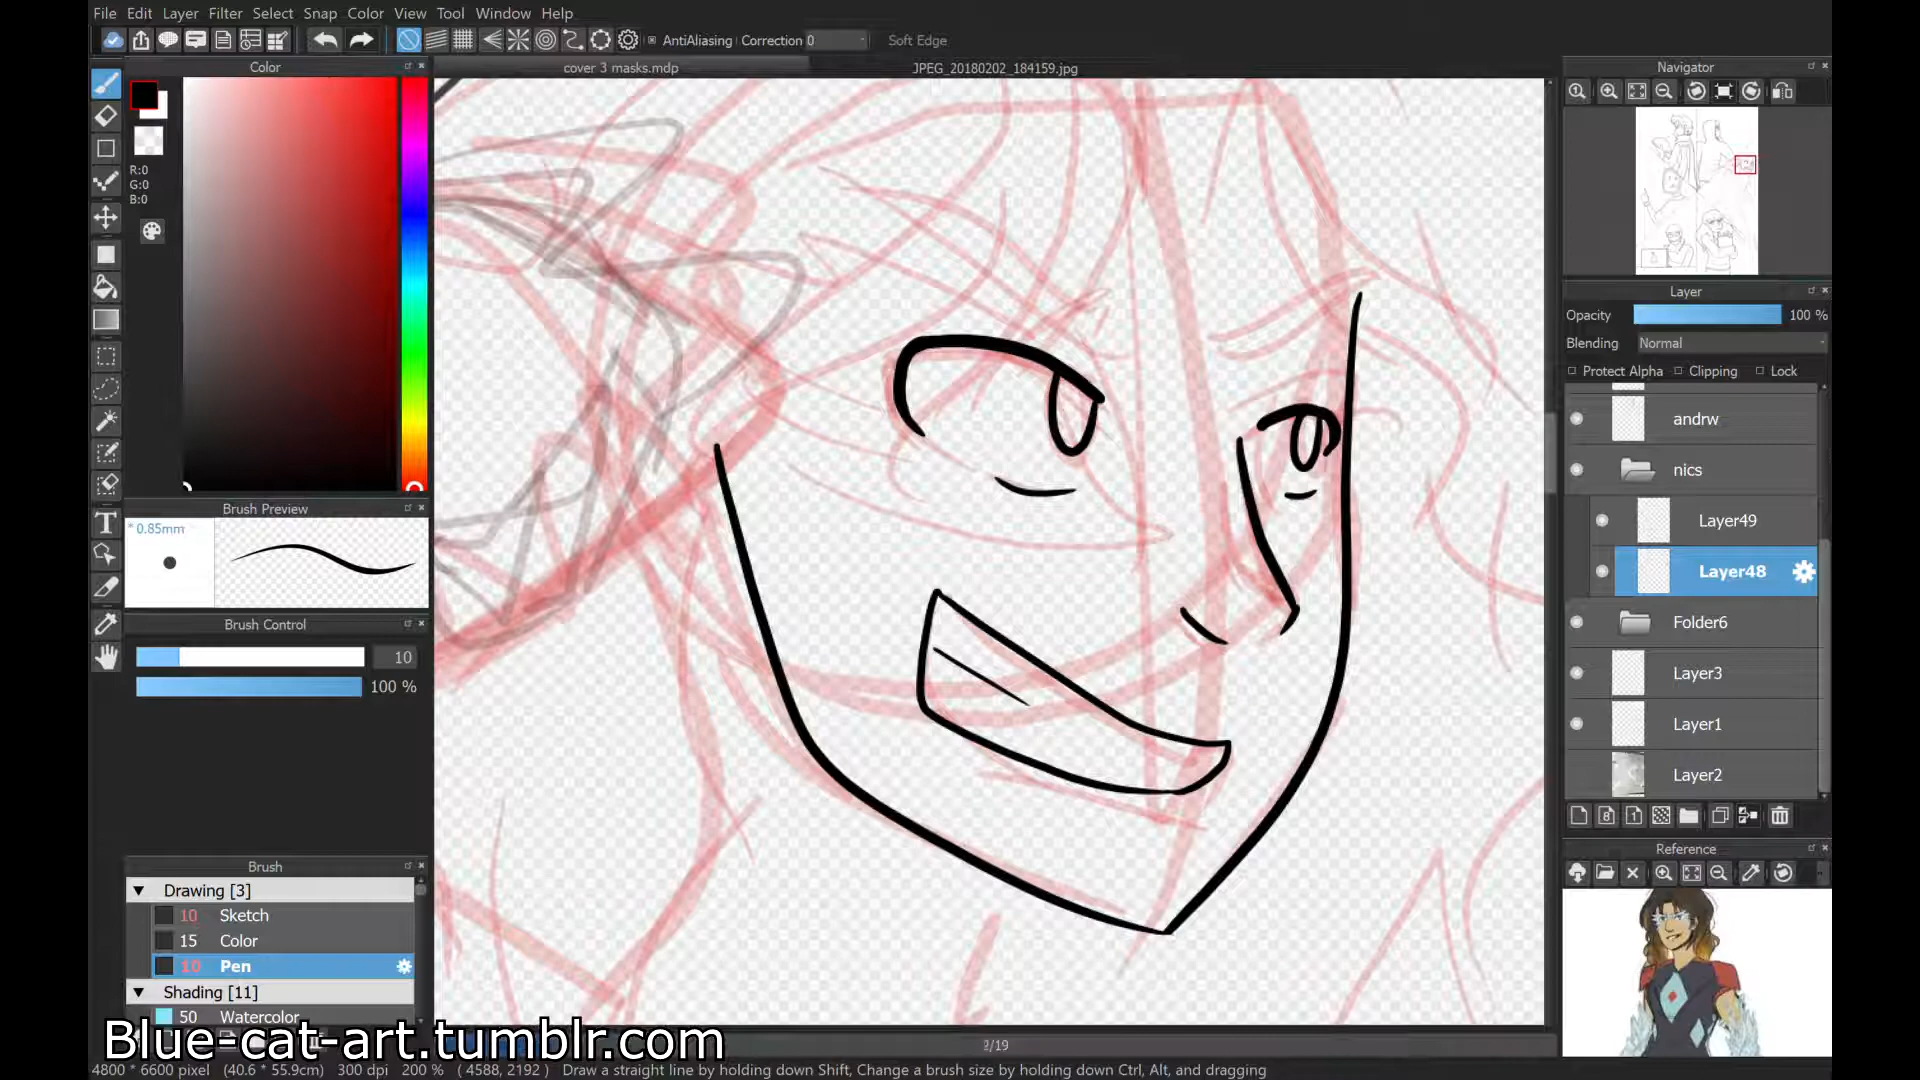 File Edit Layer Filter Select Snap Color View Tool Window Help
AntiAliasing Correction 0 Soft Edge
Color
cover 3 masks.mdp
JPEG_20180202_184159.jpg
Navigator
R:0
G:0
B:0
Layer
Opacity 100 %
Blending Normal
Protect Alpha Clipping Lock
andrw
nics
Layer49
Layer48
Folder6
Layer3
Layer1
Layer2
Brush Preview
* 0.85mm
Brush Control
10
100 %
Reference
Brush
Drawing [3]
10 Sketch
15 Color
10 Pen
Shading [11]
50 Watercolor
Blue-cat-art.tumblr.com
2/19
4800 * 6600 pixel (40.6 * 55.9cm) 300 dpi 200 % ( 4588, 2192 ) Draw a straight line by holding down Shift, Change a brush size by holding down Ctrl, Alt, and dragging